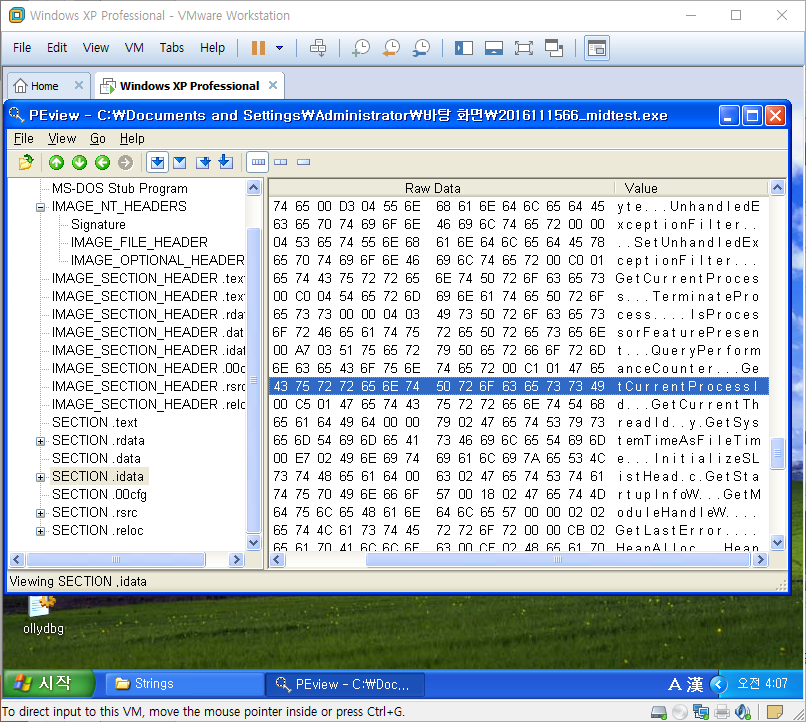 Windows XP Professional - VMware Workstation
File Edit View VM Tabs Help
Home Windows XP Professional
PEview - C:₩Documents and Settings₩Administrator₩바탕 화면₩2016111566_midtest.exe
File View Go Help
MS-DOS Stub Program
IMAGE_NT_HEADERS
Signature
IMAGE_FILE_HEADER
IMAGE_OPTIONAL_HEADER
IMAGE_SECTION_HEADER .tex
IMAGE_SECTION_HEADER .tex
IMAGE_SECTION_HEADER .rda
IMAGE_SECTION_HEADER .dat
IMAGE_SECTION_HEADER .ida
IMAGE_SECTION_HEADER .00c
IMAGE_SECTION_HEADER .rsrc
IMAGE_SECTION_HEADER .relo
SECTION .text
SECTION .rdata
SECTION .data
SECTION .idata
SECTION .00cfg
SECTION .rsrc
SECTION .reloc
Raw Data Value
74 65 00 D3 04 55 6E 68 61 6E 64 6C 65 64 45 yte...UnhandledE
63 65 70 74 69 6F 6E 46 69 6C 74 65 72 00 00 xceptionFilter..
04 53 65 74 55 6E 68 61 6E 64 6C 65 64 45 78 ..SetUnhandledEx
65 70 74 69 6F 6E 46 69 6C 74 65 72 00 C0 01 ceptionFilter...
65 74 43 75 72 72 65 6E 74 50 72 6F 63 65 73 GetCurrentProces
00 C0 04 54 65 72 6D 69 6E 61 74 65 50 72 6F s...TerminatePro
65 73 73 00 00 04 03 49 73 50 72 6F 63 65 73 cess....IsProces
6F 72 46 65 61 74 75 72 65 50 72 65 73 65 6E sorFeaturePresen
00 A7 03 51 75 65 72 79 50 65 72 66 6F 72 6D t...QueryPerform
6E 63 65 43 6F 75 6E 74 65 72 00 C1 01 47 65 anceCounter...Ge
43 75 72 72 65 6E 74 50 72 6F 63 65 73 73 49 tCurrentProcessI
00 C5 01 47 65 74 43 75 72 72 65 6E 74 54 68 d...GetCurrentTh
65 61 64 49 64 00 00 79 02 47 65 74 53 79 73 readId..y.GetSys
65 6D 54 69 6D 65 41 73 46 69 6C 65 54 69 6D temTimeAsFileTim
00 E7 02 49 6E 69 74 69 61 6C 69 7A 65 53 4C e...InitializeSL
73 74 48 65 61 64 00 63 02 47 65 74 53 74 61 istHead.c.GetSta
74 75 70 49 6E 66 6F 57 00 18 02 47 65 74 4D rtupInfoW...GetM
64 75 6C 65 48 61 6E 64 6C 65 57 00 00 02 02 oduleHandleW....
65 74 4C 61 73 74 45 72 72 6F 72 00 00 CB 02 GetLastError....
65 61 70 41 6C 6C 6F 63 00 CF 02 48 65 61 70 HeapAlloc...Heap
Viewing SECTION .idata
ollydbg
시작 Strings PEview - C:₩Doc... A 漢 오전 4:07
To direct input to this VM, move the mouse pointer inside or press Ctrl+G.